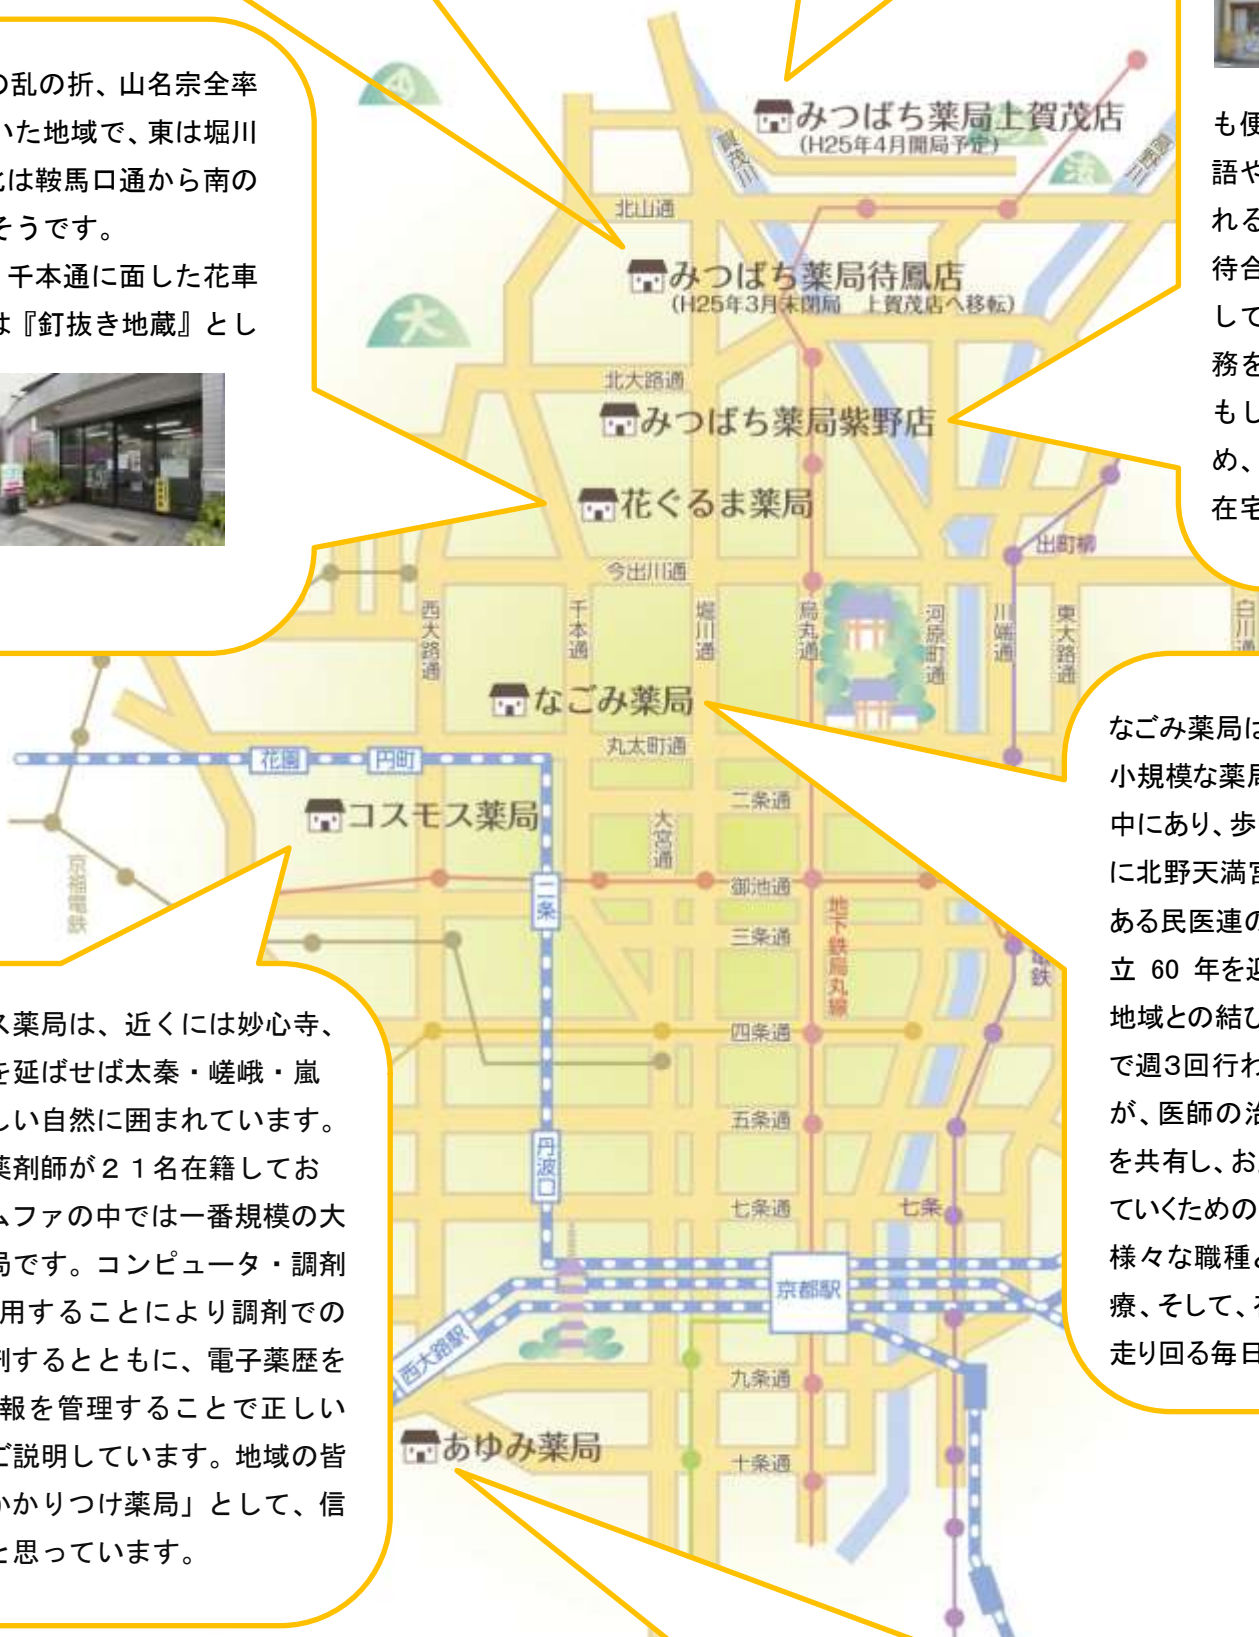 の乱の折、山名宗全率
いた地域で、東は堀川
北は鞍馬口通から南の
そうです。
千本通に面した花車
は『釘抜き地蔵』とし
みつばち薬局上賀茂店
(H25年4月開局予定)
賀茂川
高野川
法
大
北山通
みつばち薬局待鳳店
(H25年3月末閉局 上賀茂店へ移転)
北大路通
みつばち薬局紫野店
花ぐるま薬局
出町柳
今出川通
西大路通
千本通
堀川通
烏丸通
河原町通
川端通
東大路通
白川通
も便
語や
れる
待合
して
務を
もし
め、
在宅
なごみ薬局
丸太町通
花園
円町
二条通
コスモス薬局
大宮通
京福電鉄
二条
御池通
地下鉄烏丸線
三条通
四条通
五条通
丹波口
七条通
七条
京都駅
西大路駅
九条通
あゆみ薬局
十条通
なごみ薬局は
小規模な薬局
中にあり、歩
に北野天満宮
ある民医連の
立 60 年を迎
地域との結び
で週3回行わ
が、医師の治
を共有し、お
ていくための
様々な職種と
療、そして、在
走り回る毎日
ス薬局は、近くには妙心寺、
を延ばせば太秦・嵯峨・嵐
しい自然に囲まれています。
薬剤師が２１名在籍してお
ムファの中では一番規模の大
局です。コンピュータ・調剤
用することにより調剤での
剤するとともに、電子薬歴を
報を管理することで正しい
ご説明しています。地域の皆
かかりつけ薬局」として、信
と思っています。